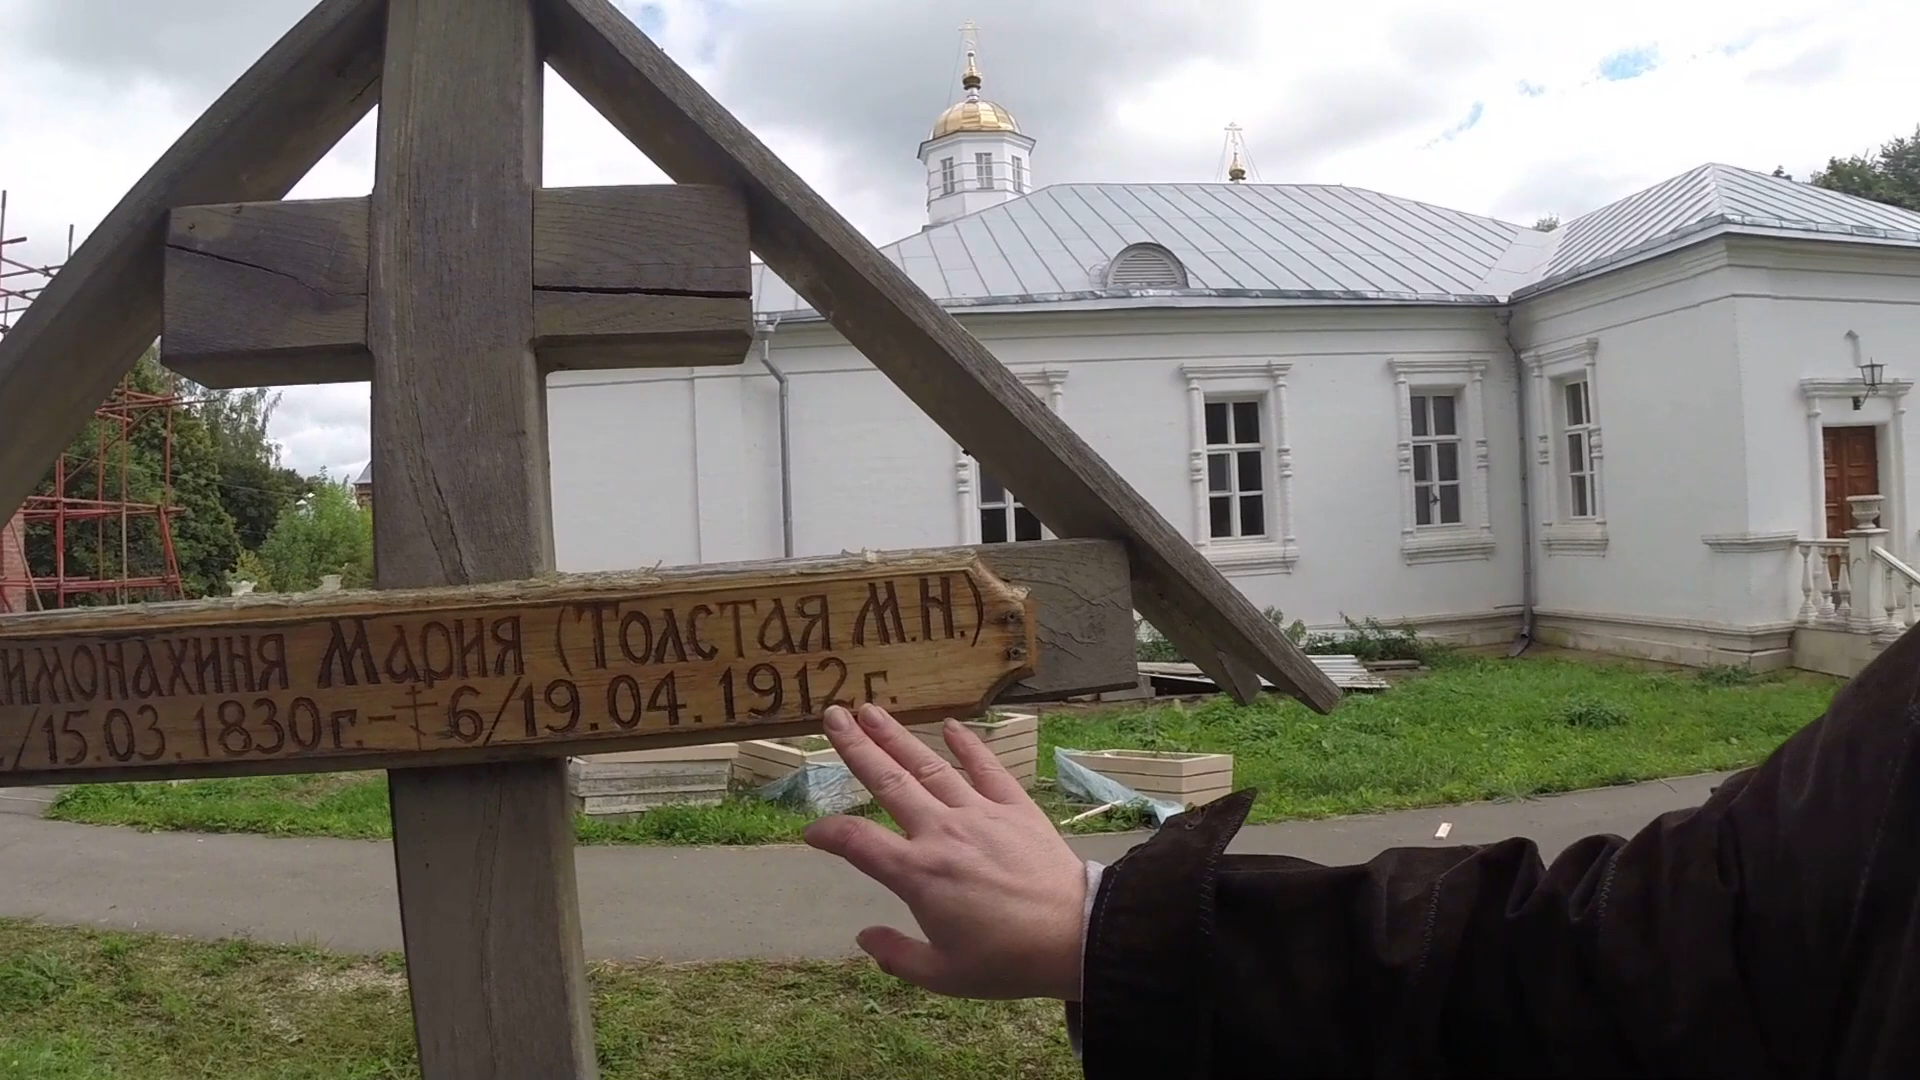 имонахиня Мария (Толстая М.Н.)
./15.03.1830г.-†6/19.04.1912г.